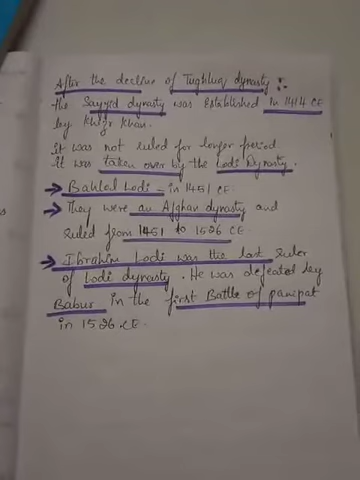 After the decline of Tughluq dynasty :-
the Sayyid dynasty was established in 1414 CE
by Khizr Khan.
it was not ruled for longer period.
it was taken over by the Lodi Dynasty.
→ Bahlol Lodi - in 1451 CE.
→ They were an Afghan dynasty and
ruled from 1451 to 1526 CE
→ Ibrahim Lodi was the last ruler
of Lodi dynasty. He was defeated by
Babur in the first Battle of panipat
in 1526 CE.